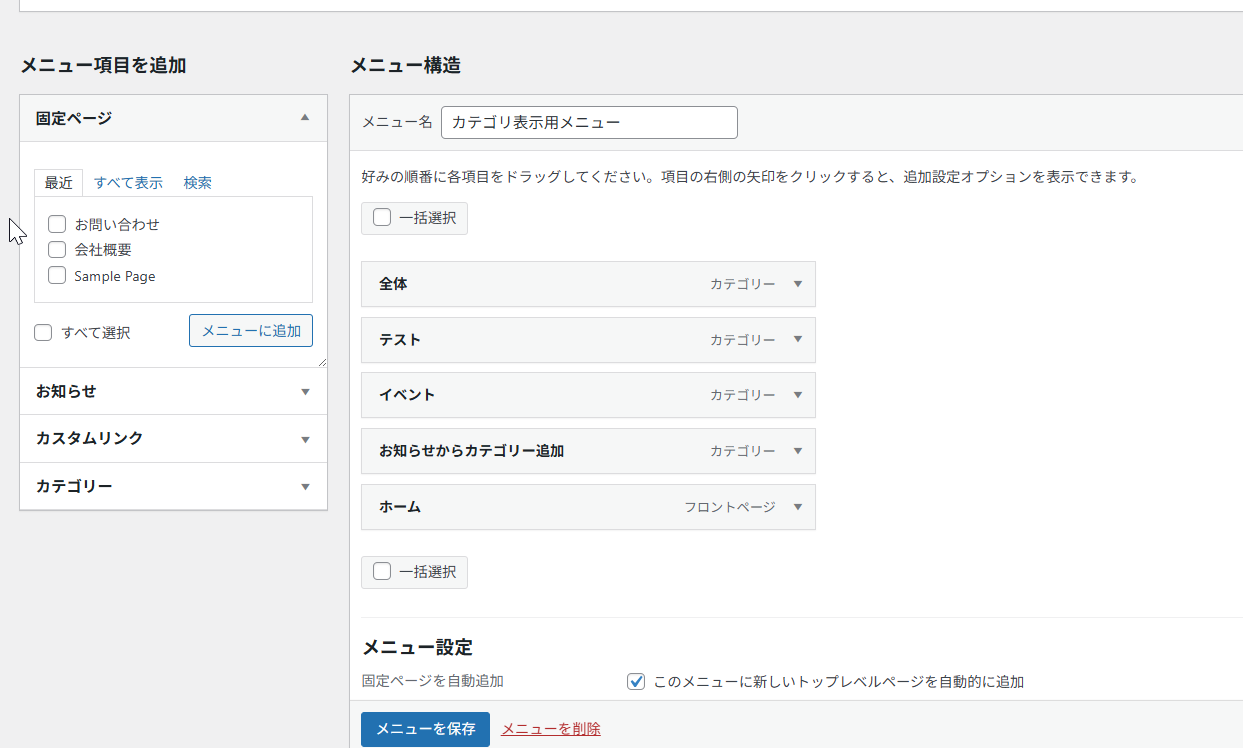 メニュー項目を追加
固定ページ
最近 すべて表示 検索
お問い合わせ
会社概要
Sample Page
すべて選択 メニューに追加
お知らせ
カスタムリンク
カテゴリー
メニュー構造
メニュー名 カテゴリ表示用メニュー
好みの順番に各項目をドラッグしてください。項目の右側の矢印をクリックすると、追加設定オプションを表示できます。
一括選択
全体 カテゴリー
テスト カテゴリー
イベント カテゴリー
お知らせからカテゴリー追加 カテゴリー
ホーム フロントページ
一括選択
メニュー設定
固定ページを自動追加 このメニューに新しいトップレベルページを自動的に追加
メニューを保存 メニューを削除